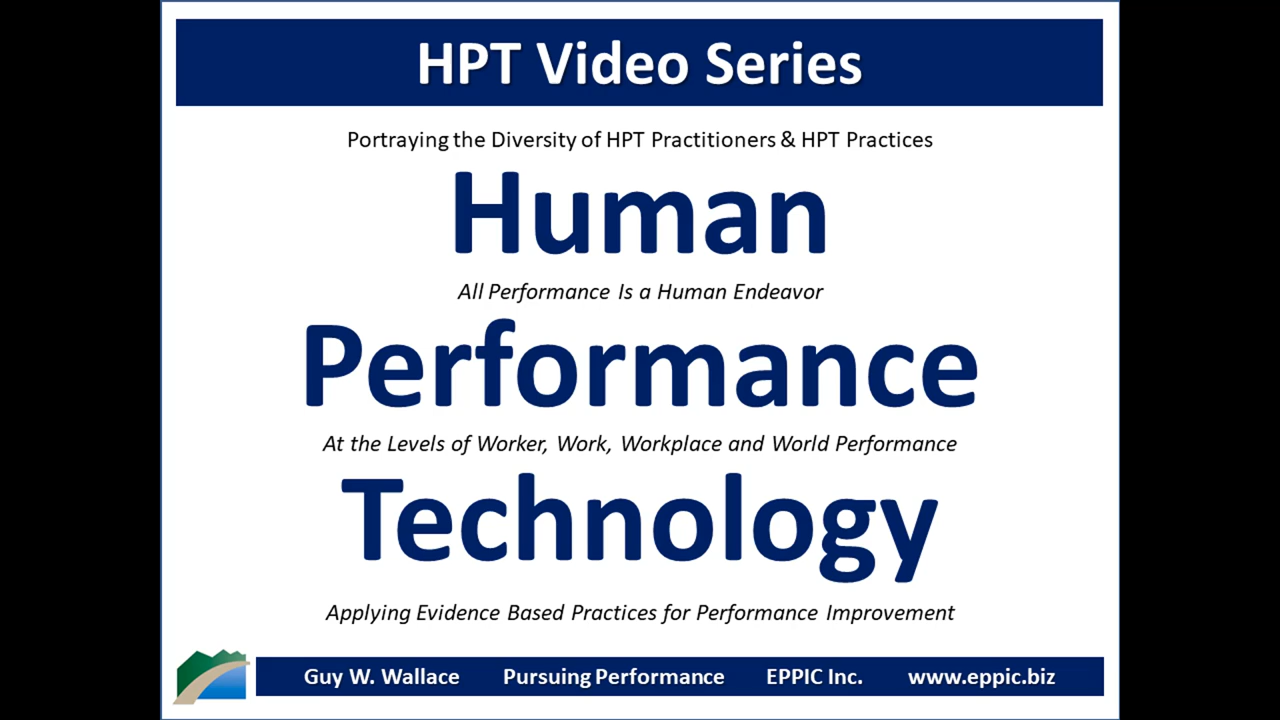 HPT Video Series
Portraying the Diversity of HPT Practitioners & HPT Practices
Human
All Performance Is a Human Endeavor
Performance
At the Levels of Worker, Work, Workplace and World Performance
Technology
Applying Evidence Based Practices for Performance Improvement
Guy W. Wallace Pursuing Performance EPPIC Inc. www.eppic.biz